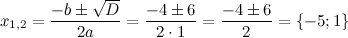 x_{1,2} = \frac{-b \pm \sqrt{D}}{2a} = \frac{-4 \pm 6}{2 \cdot 1} = \frac{-4 \pm 6}{2} = \{-5; 1\}